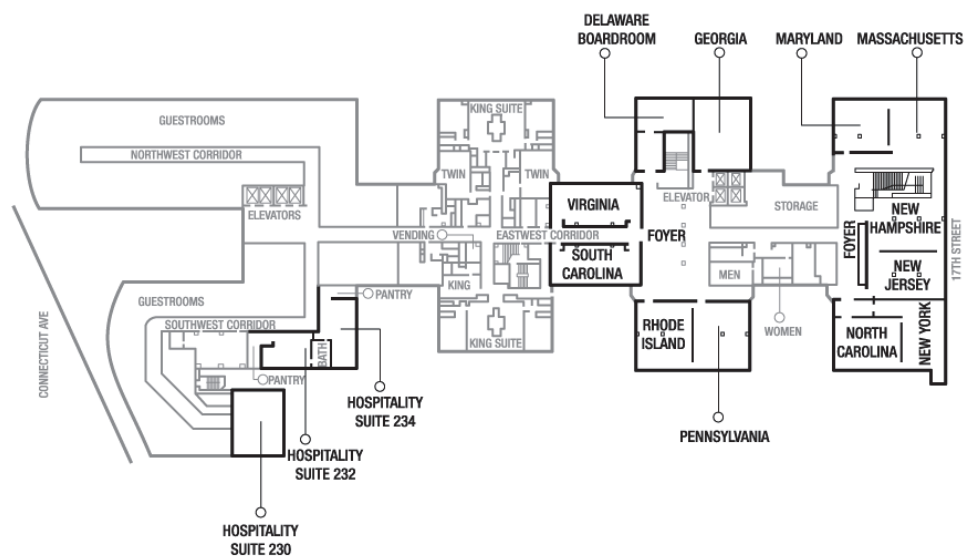 DELAWARE
BOARDROOM
GEORGIA
MARYLAND
MASSACHUSETTS
GUESTROOMS
KING SUITE
NORTHWEST CORRIDOR
TWIN
TWIN
ELEVATORS
ELEVATOR
STORAGE
VIRGINIA
NEW
HAMPSHIRE
VENDING
EASTWEST CORRIDOR
FOYER
FOYER
17TH STREET
SOUTH
CAROLINA
KING
MEN
NEW
JERSEY
GUESTROOMS
PANTRY
SOUTHWEST CORRIDOR
CONNECTICUT AVE
BATH
KING SUITE
RHODE
ISLAND
WOMEN
NORTH
CAROLINA
NEW YORK
PANTRY
HOSPITALITY
SUITE 234
PENNSYLVANIA
HOSPITALITY
SUITE 232
HOSPITALITY
SUITE 230